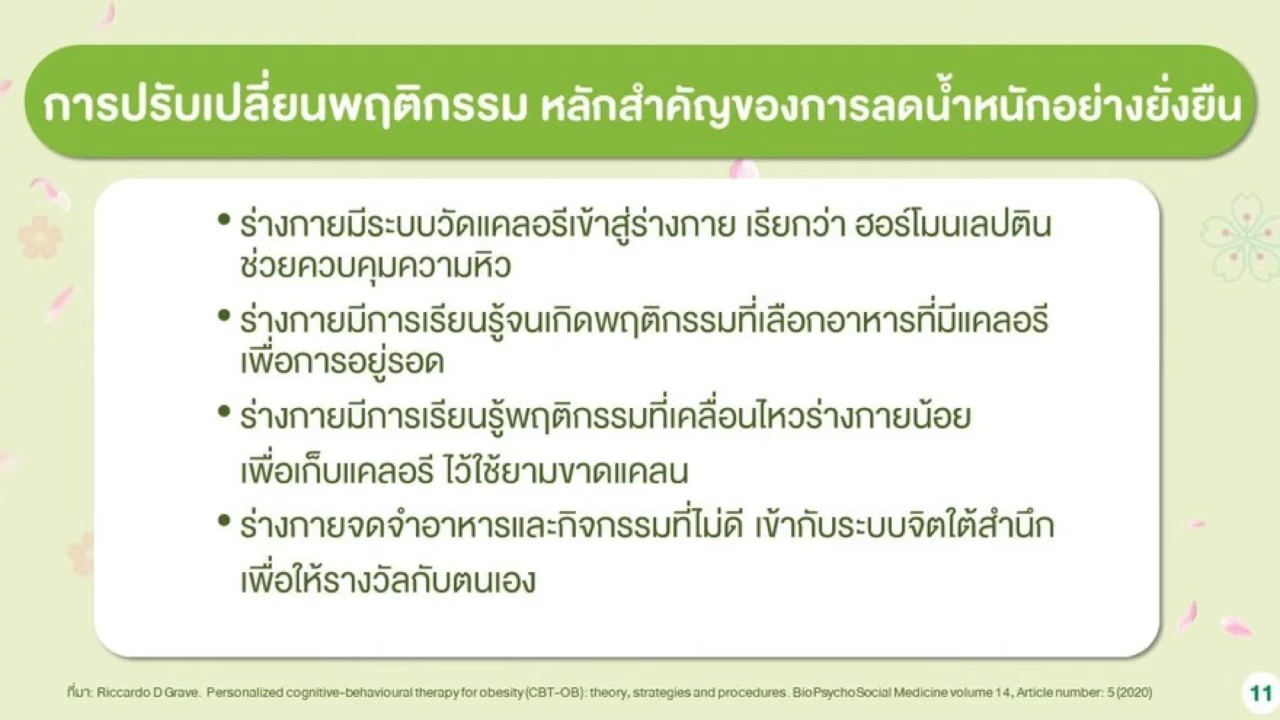 การปรับเปลี่ยนพฤติกรรม หลักสำคัญของการลดน้ำหนักอย่างยั่งยืน
• ร่างกายมีระบบวัดแคลอรีเข้าสู่ร่างกาย เรียกว่า ฮอร์โมนเลปติน
ช่วยควบคุมความหิว
• ร่างกายมีการเรียนรู้จนเกิดพฤติกรรมที่เลือกอาหารที่มีแคลอรี
เพื่อการอยู่รอด
• ร่างกายมีการเรียนรู้พฤติกรรมที่เคลื่อนไหวร่างกายน้อย
เพื่อเก็บแคลอรี ไว้ใช้ยามขาดแคลน
• ร่างกายจดจำอาหารและกิจกรรมที่ไม่ดี เข้ากับระบบจิตใต้สำนึก
เพื่อให้รางวัลกับตนเอง
ที่มา: Riccardo D Grave. Personalized cognitive-behavioural therapy for obesity (CBT-OB): theory, strategies and procedures. BioPsychoSocial Medicine volume 14, Article number: 5 (2020)
11